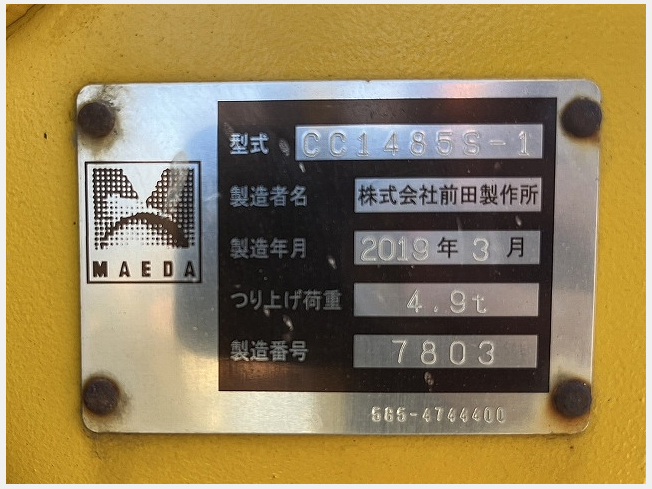 型式 CC1485S-1
製造者名 株式会社前田製作所
MAEDA
製造年月 2019年3月
つり上げ荷重 4.9t
製造番号 7803
585-4744400